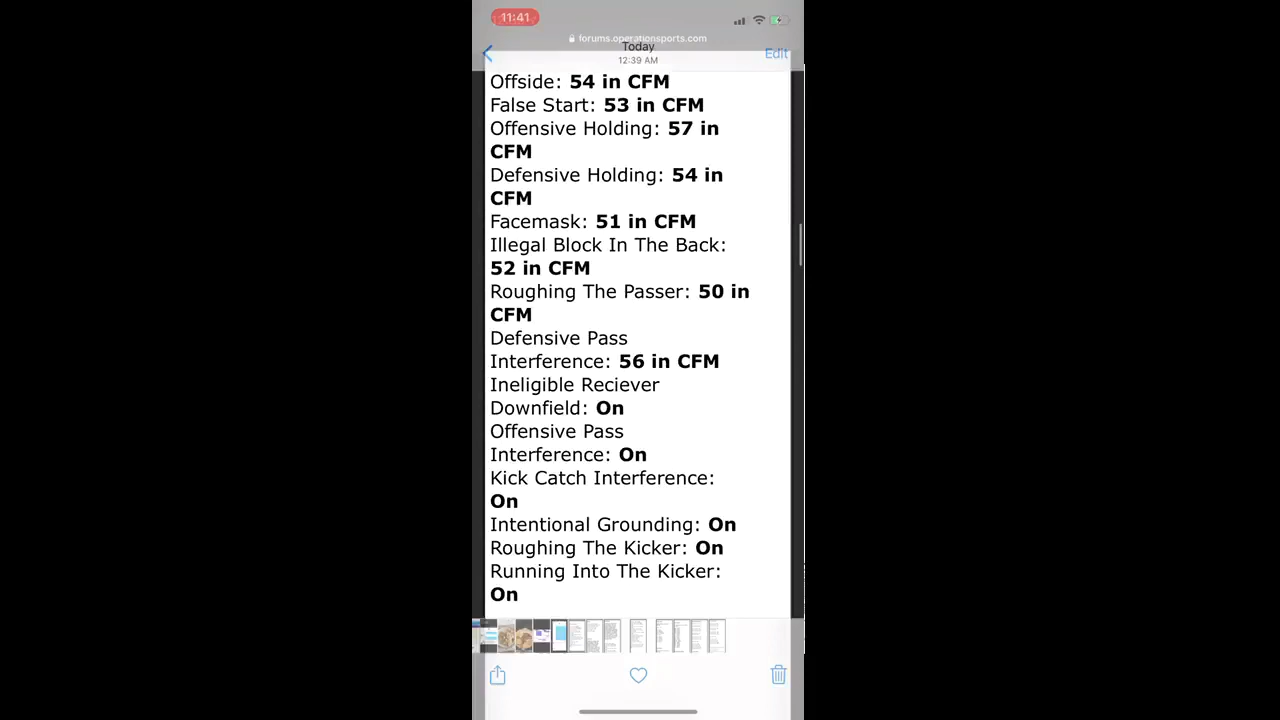 11:41
forums.operationsports.com
Today
12:39 AM
Edit
Offside: 54 in CFM
False Start: 53 in CFM
Offensive Holding: 57 in
CFM
Defensive Holding: 54 in
CFM
Facemask: 51 in CFM
Illegal Block In The Back:
52 in CFM
Roughing The Passer: 50 in
CFM
Defensive Pass
Interference: 56 in CFM
Ineligible Reciever
Downfield: On
Offensive Pass
Interference: On
Kick Catch Interference:
On
Intentional Grounding: On
Roughing The Kicker: On
Running Into The Kicker:
On